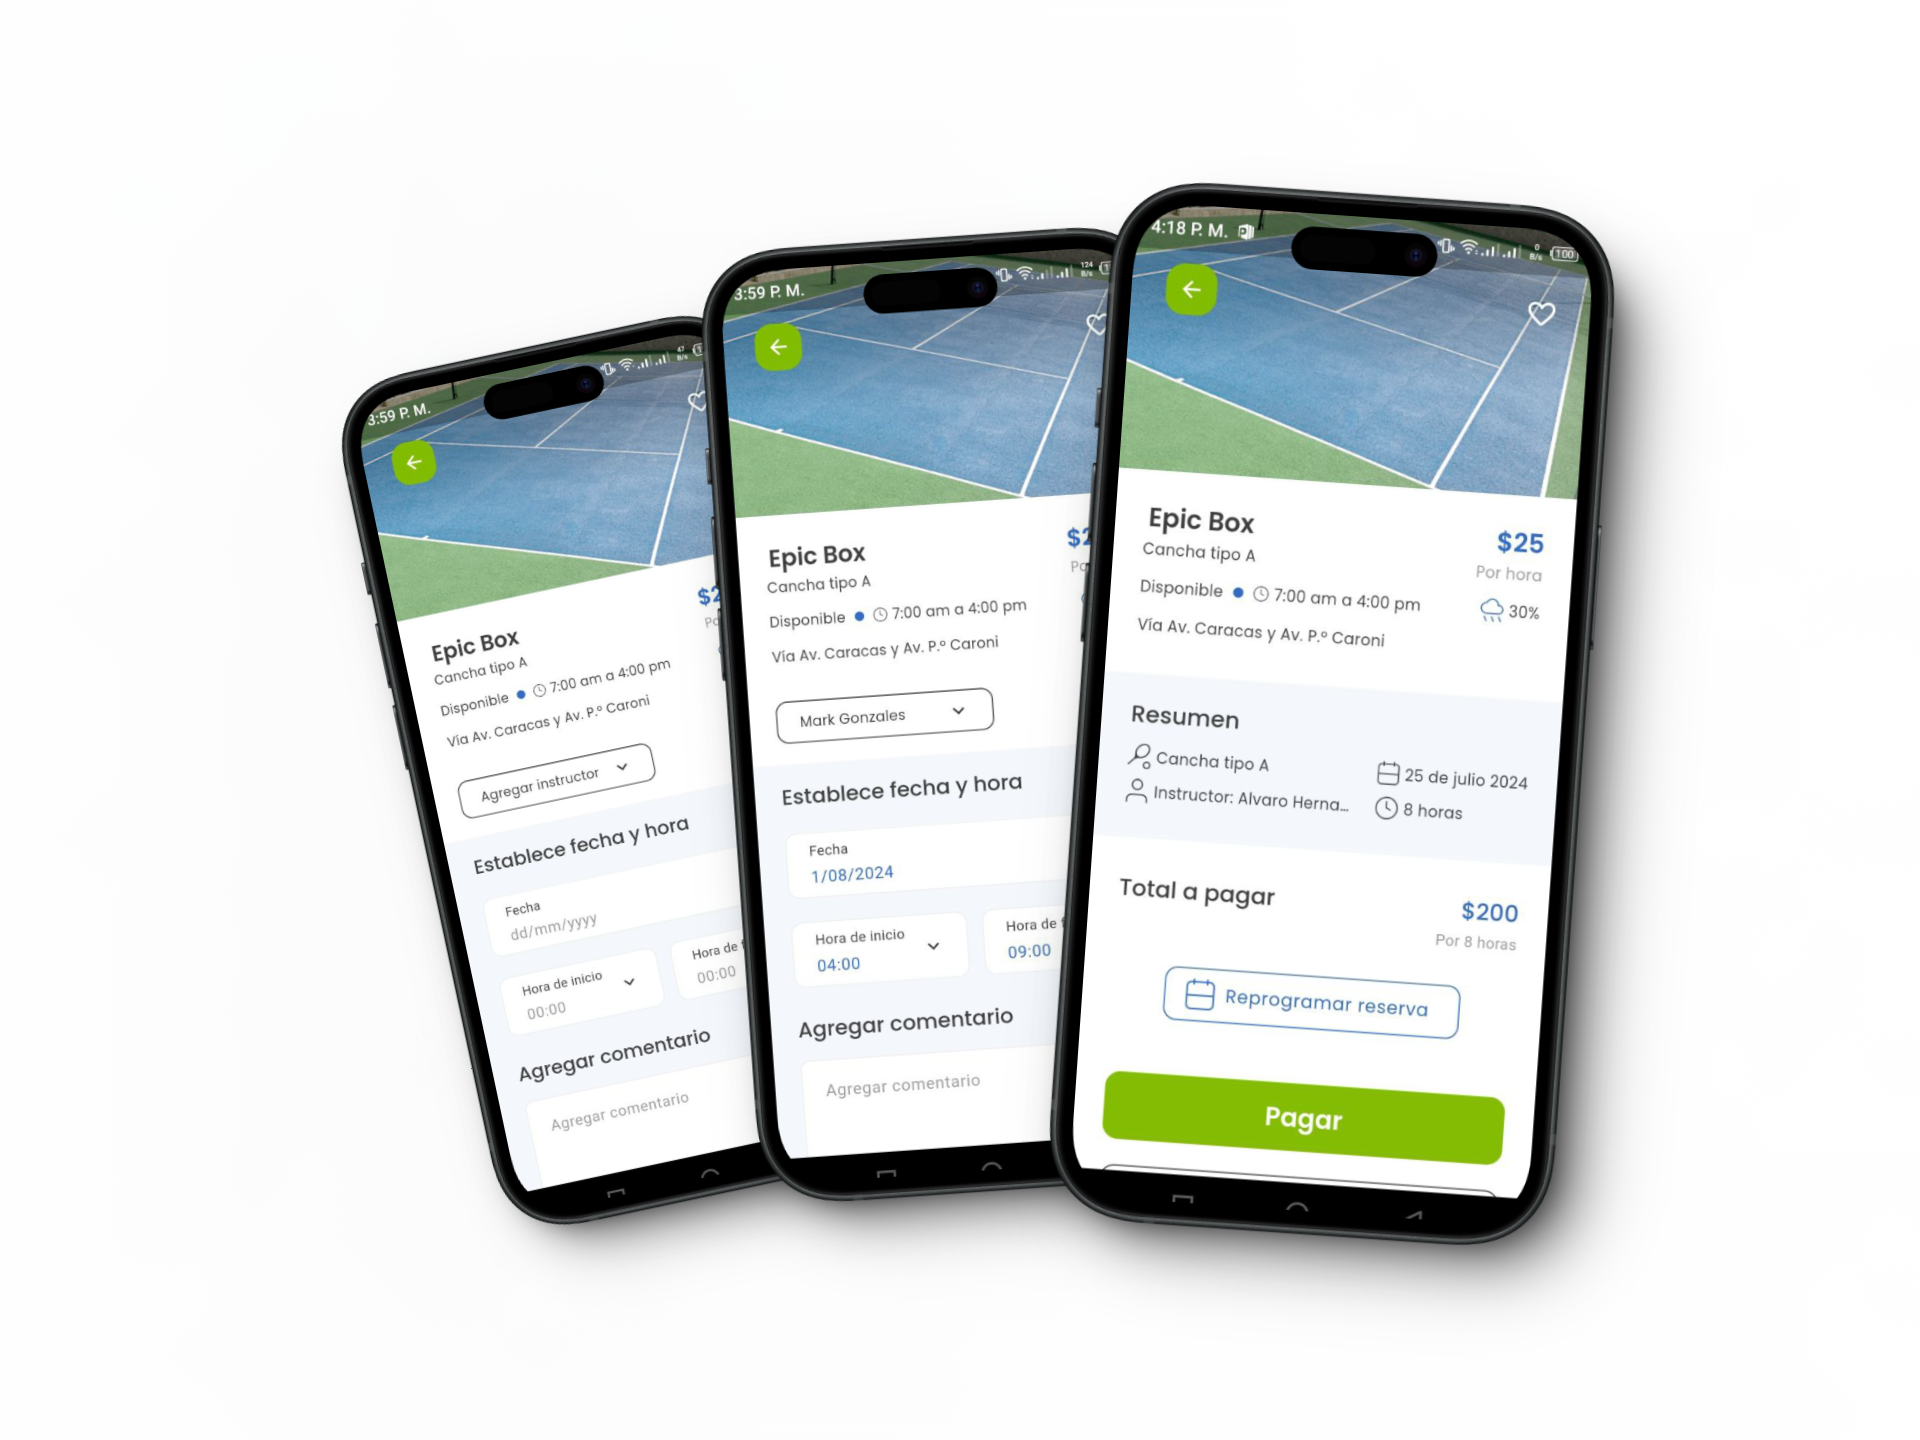 3:59 P. M.
47
B/s
Epic Box
Cancha tipo A
Disponible
7:00 am a 4:00 pm
Vía Av. Caracas y Av. P.º Caroni
Agregar instructor
Establece fecha y hora
Fecha
dd/mm/yyyy
Hora de inicio
00:00
Hora de
00:00
Agregar comentario
Agregar comentario
3:59 P. M.
124
B/s
Epic Box
Cancha tipo A
Disponible
7:00 am a 4:00 pm
Vía Av. Caracas y Av. P.º Caroni
Mark Gonzales
Establece fecha y hora
Fecha
1/08/2024
Hora de inicio
04:00
Hora de
09:00
Agregar comentario
Agregar comentario
4:18 P. M.
0
B/s
100
Epic Box
$25
Cancha tipo A
Por hora
Disponible
7:00 am a 4:00 pm
30%
Vía Av. Caracas y Av. P.º Caroni
Resumen
Cancha tipo A
25 de julio 2024
Instructor: Alvaro Herna...
8 horas
Total a pagar
$200
Por 8 horas
Reprogramar reserva
Pagar